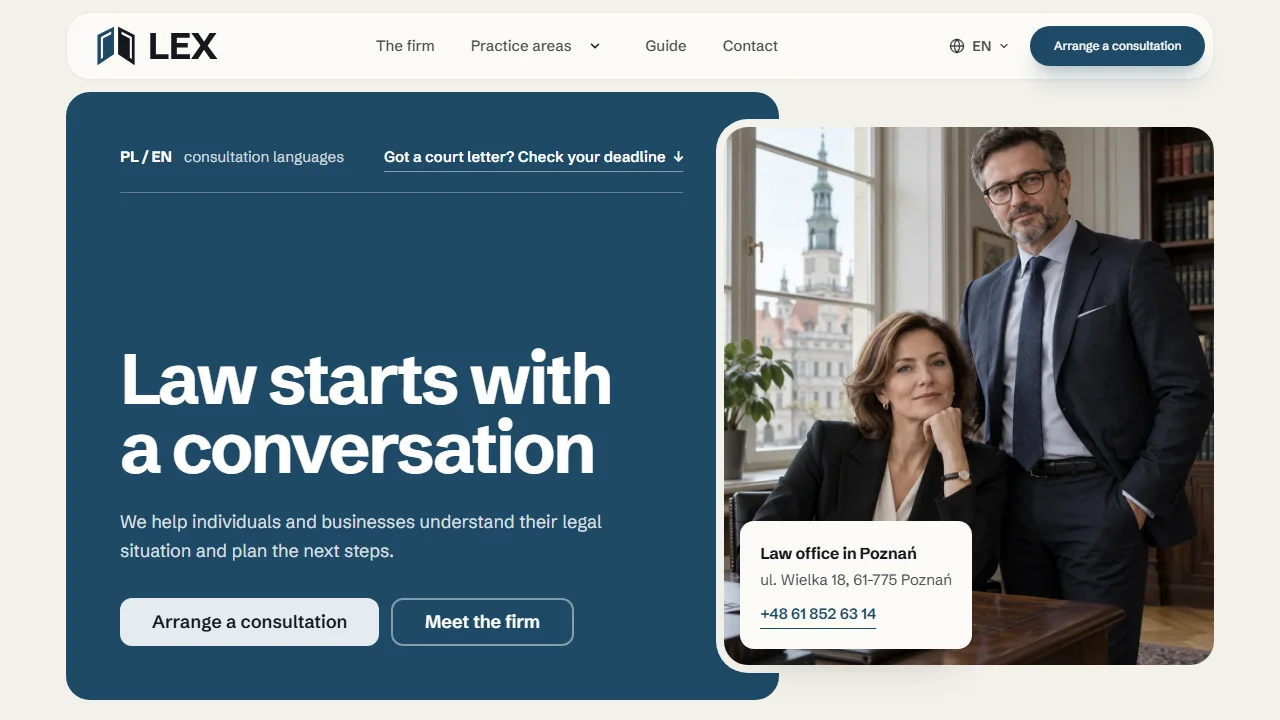 LEX
The firm
Practice areas
Guide
Contact
EN
Arrange a consultation
PL / EN consultation languages
Got a court letter? Check your deadline ↓
Law starts with
a conversation
We help individuals and businesses understand their legal
situation and plan the next steps.
Arrange a consultation
Meet the firm
Law office in Poznań
ul. Wielka 18, 61-775 Poznań
+48 61 852 63 14